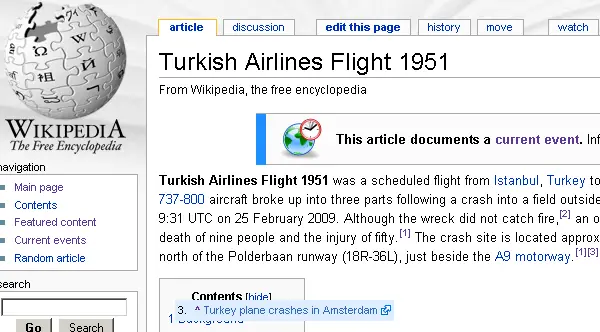 article
discussion
edit this page
history
move
watch
Turkish Airlines Flight 1951
From Wikipedia, the free encyclopedia
WIKIPEDIA
The Free Encyclopedia
This article documents a current event. Inf
navigation
Main page
Contents
Featured content
Current events
Random article
Turkish Airlines Flight 1951 was a scheduled flight from Istanbul, Turkey to
737-800 aircraft broke up into three parts following a crash into a field outside
9:31 UTC on 25 February 2009. Although the wreck did not catch fire,[2] an o
death of nine people and the injury of fifty.[1] The crash site is located approx
north of the Polderbaan runway (18R-36L), just beside the A9 motorway.[1][3]
search
Go
Search
Contents [hide]
3. ^ Turkey plane crashes in Amsterdam
1 Background